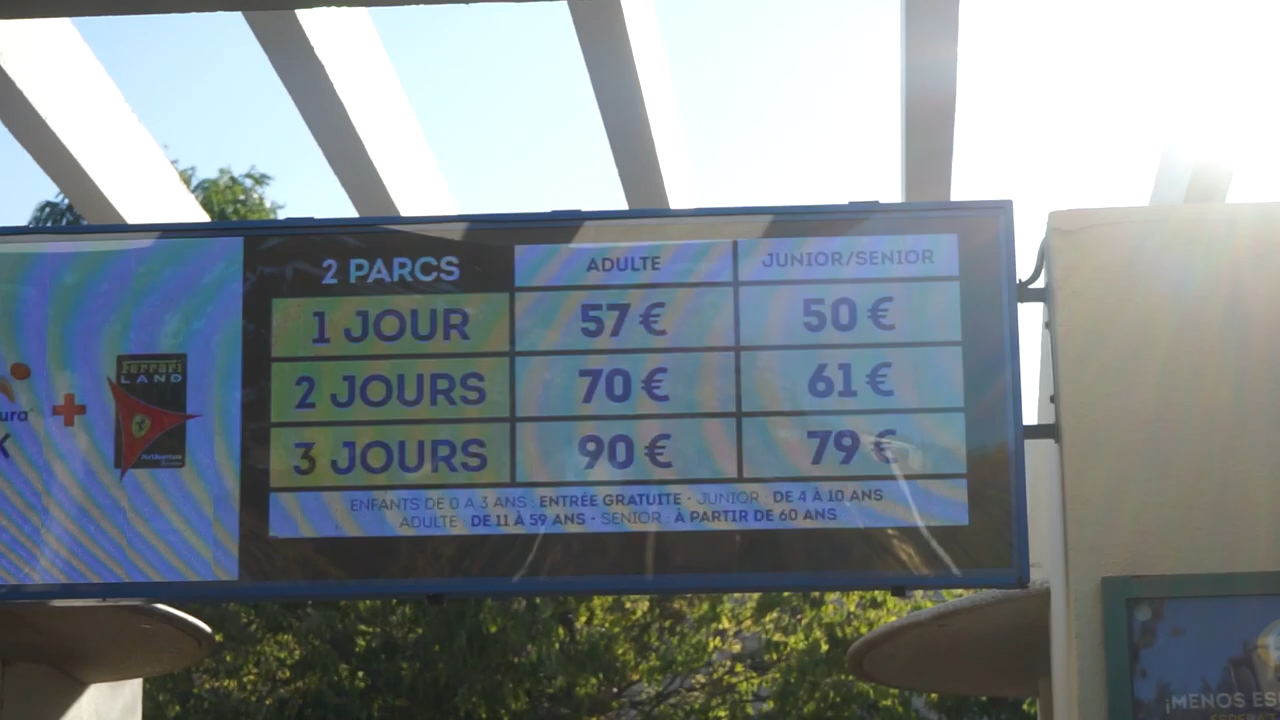 2 PARCS ADULTE JUNIOR/SENIOR
1 JOUR 57 € 50 €
2 JOURS 70 € 61 €
3 JOURS 90 € 79 €
ENFANTS DE 0 A 3 ANS : ENTRÉE GRATUITE - JUNIOR : DE 4 À 10 ANS
ADULTE : DE 11 À 59 ANS - SENIOR : À PARTIR DE 60 ANS
Ferrari
LAND
+
PortAventura
¡MENOS ES